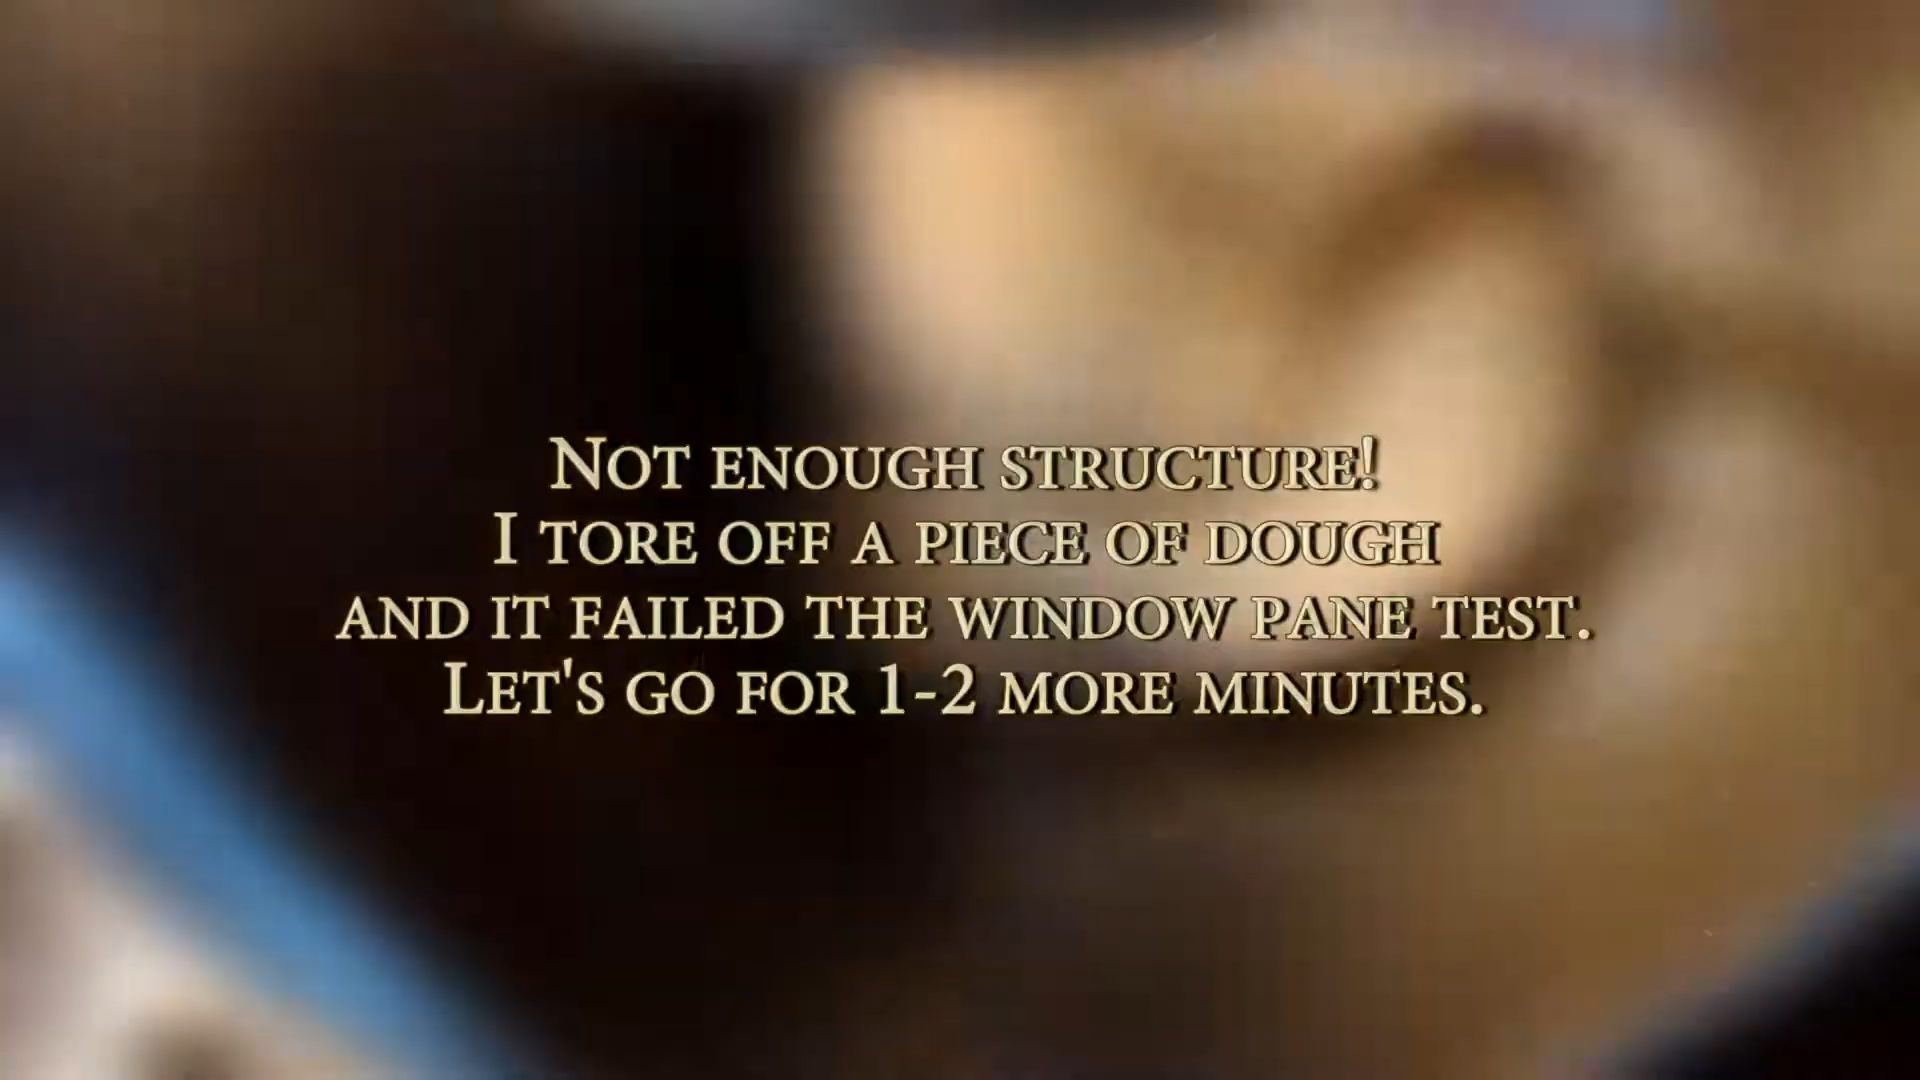 Not enough structure!
I tore off a piece of dough
and it failed the window pane test.
Let's go for 1-2 more minutes.